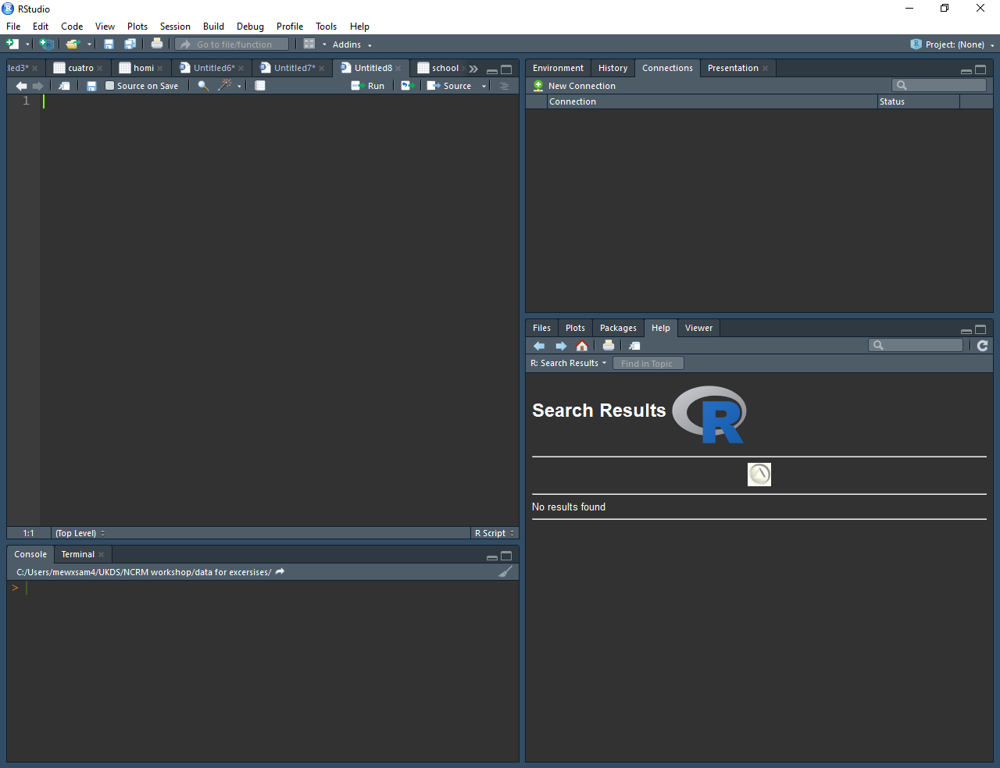 RStudio
File Edit Code View Plots Session Build Debug Profile Tools Help
Go to file/function Addins Project: (None)
led3* cuatro homi Untitled6* Untitled7* Untitled8 school
Source on Save Run Source
1
1:1 (Top Level) R Script
Console Terminal
C:/Users/mewxsam4/UKDS/NCRM workshop/data for excersises/
>
Environment History Connections Presentation
New Connection
Connection Status
Files Plots Packages Help Viewer
R: Search Results Find in Topic
Search Results R
No results found